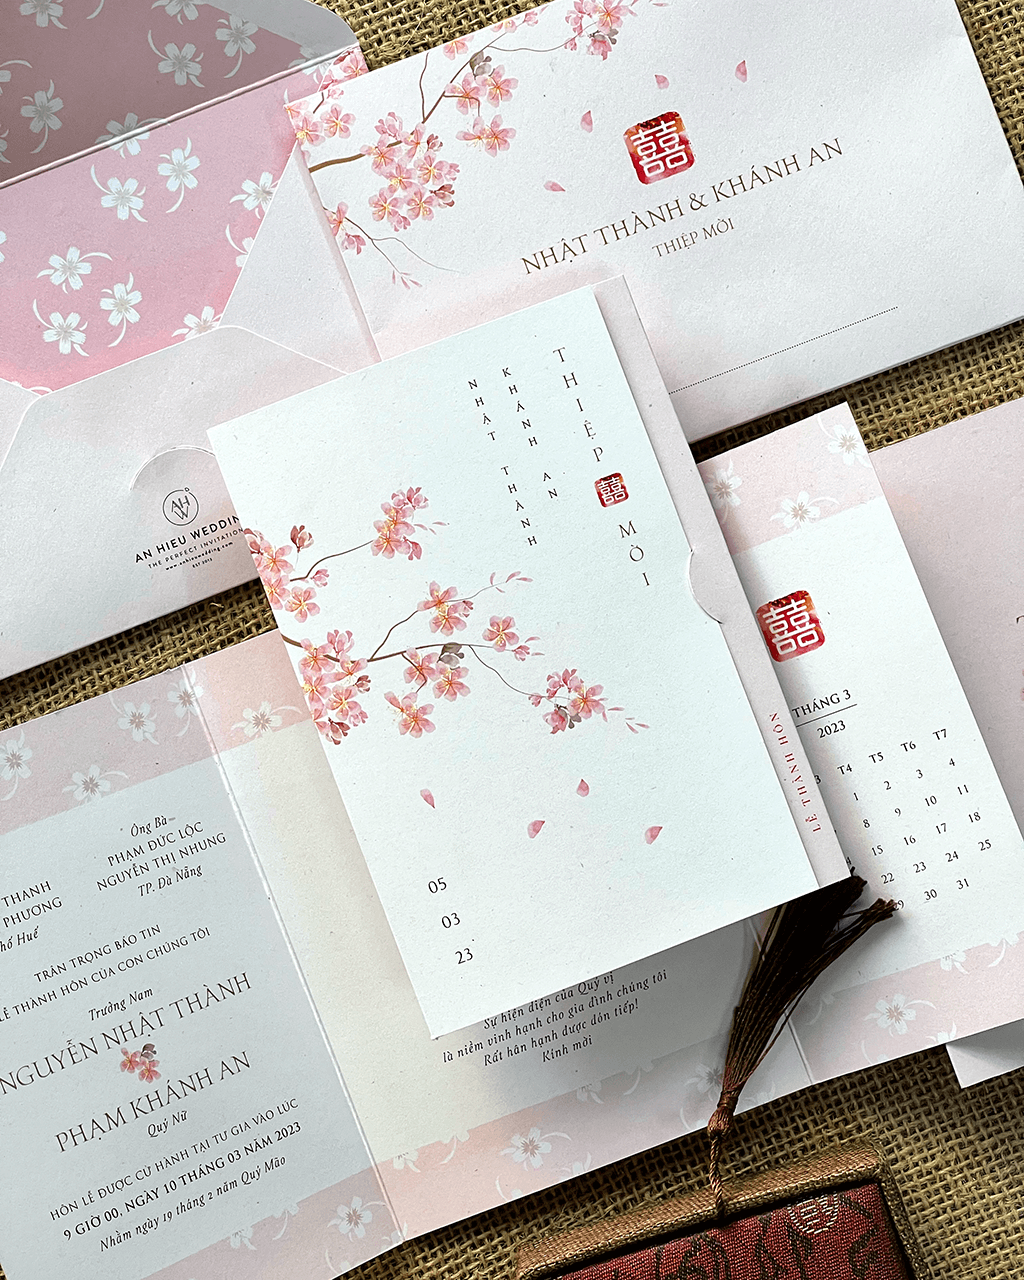 囍
NHẬT THÀNH & KHÁNH AN
THIỆP MỜI
THIỆP
囍
MỜI
KHÁNH AN
NHẬT THÀNH
05
03
23
AHW
AN HIEU WEDDIN
THE PERFECT INVITATION
www.anhieuwedding.com
EST 2015
LỄ THÀNH HÔN
囍
THÁNG 3
2023
3 T4 T5 T6 T7
1 2 3 4
8 9 10 11
15 16 17 18
22 23 24 25
29 30 31
Ông Bà
PHẠM ĐỨC LỘC
NGUYỄN THỊ NHUNG
TP. Đà Nẵng
THANH
PHƯƠNG
hố Huế
TRÂN TRỌNG BÁO TIN
LỄ THÀNH HÔN CỦA CON CHÚNG TÔI
Trưởng Nam
NGUYỄN NHẬT THÀNH
PHẠM KHÁNH AN
Quý Nữ
HÔN LỄ ĐƯỢC CỬ HÀNH TẠI TƯ GIA VÀO LÚC
9 GIỜ 00, NGÀY 10 THÁNG 03 NĂM 2023
Nhằm ngày 19 tháng 2 năm Quý Mão
Sự hiện diện của Quý vị
là niềm vinh hạnh cho gia đình chúng tôi
Rất hân hạnh được đón tiếp!
Kính mời